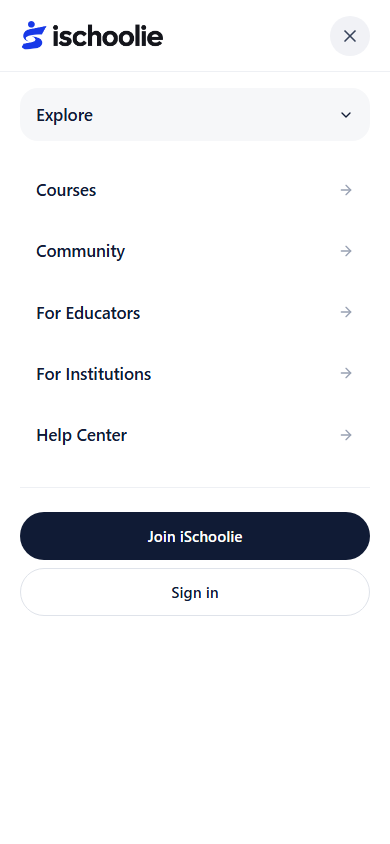 ischoolie
Explore
Courses
Community
For Educators
For Institutions
Help Center
Join iSchoolie
Sign in